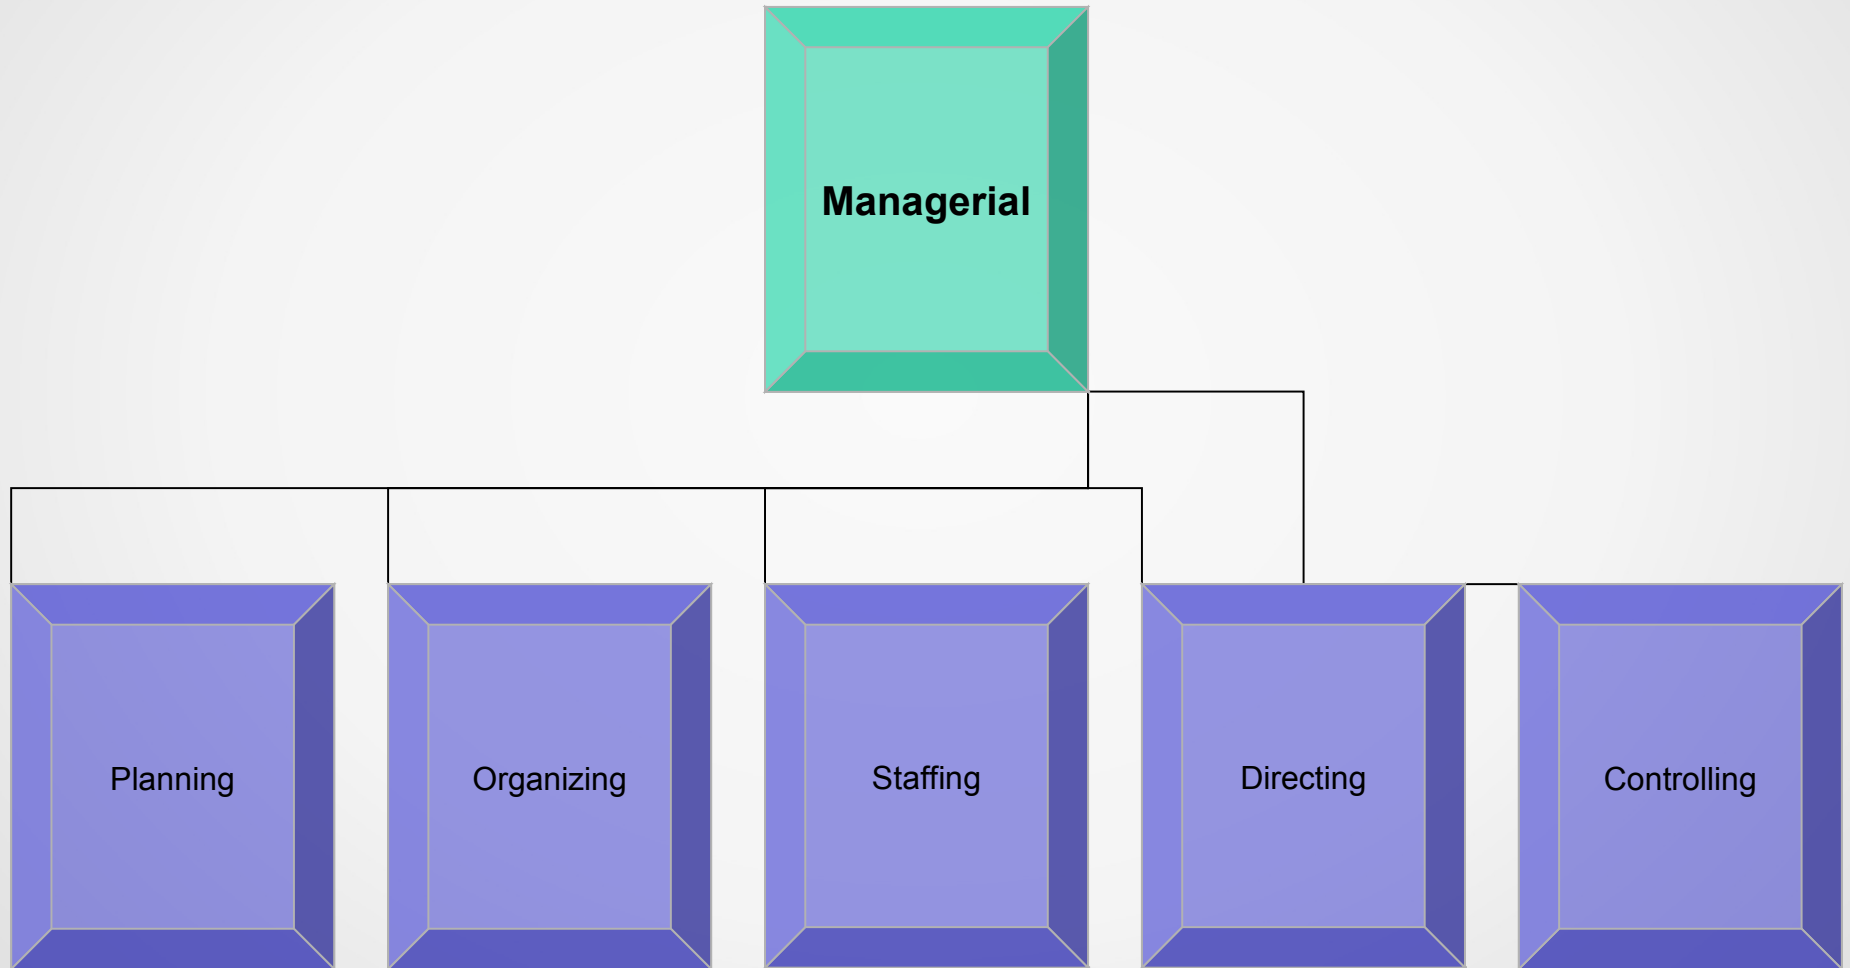 Managerial
Planning
Organizing
Staffing
Directing
Controlling